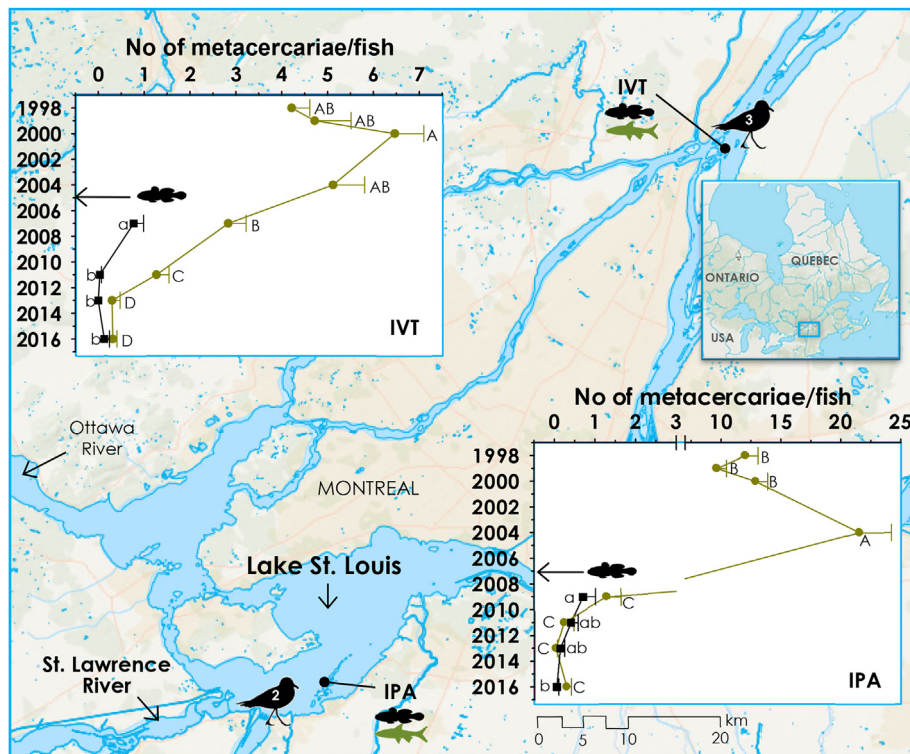 No of metacercariae/fish
0 1 2 3 4 5 6 7
1998
2000
2002
2004
2006
2008
2010
2012
2014
2016
AB
AB
A
AB
B
a
C
b
D
b
D
b
IVT
IVT
3
ONTARIO
QUEBEC
USA
Ottawa
River
MONTREAL
Lake St. Louis
St. Lawrence
River
2
IPA
No of metacercariae/fish
0 1 2 3 10 15 20 25
1998
2000
2002
2004
2006
2008
2010
2012
2014
2016
B
B
B
A
a
C
C
ab
C
ab
b
C
IPA
0 5 10 20
km